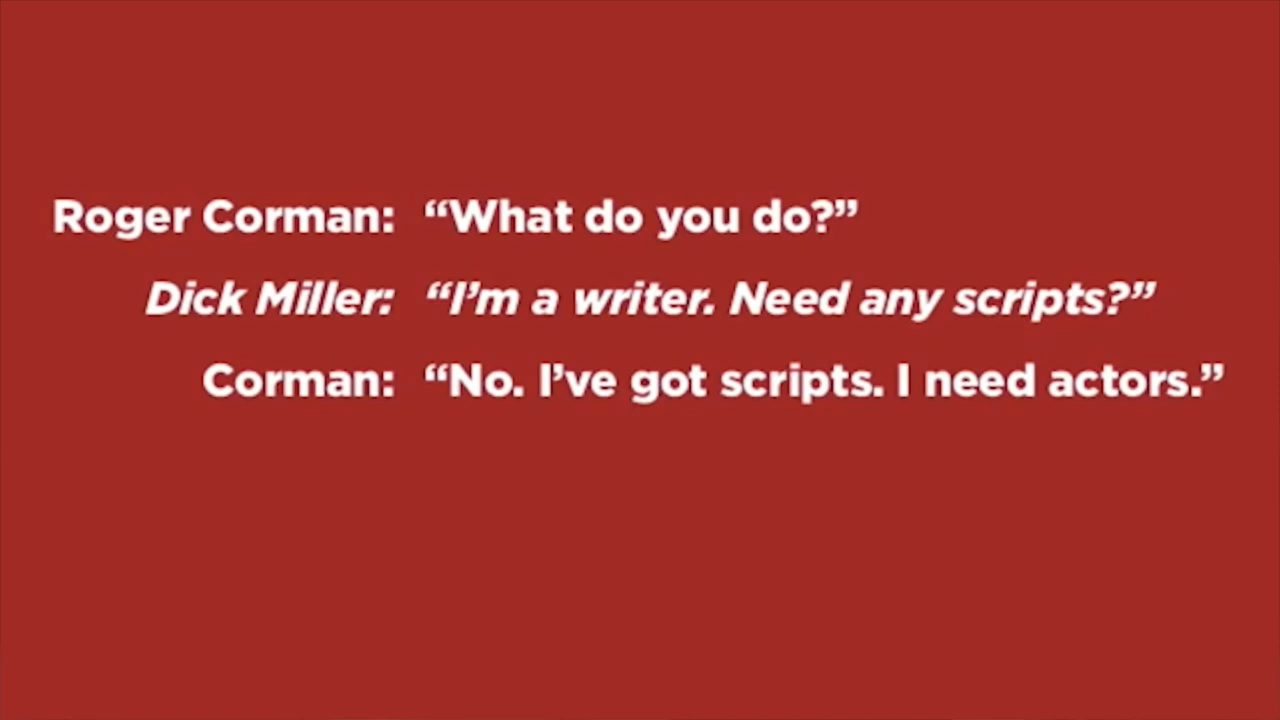 Roger Corman: “What do you do?”
Dick Miller: “I’m a writer. Need any scripts?”
Corman: “No. I’ve got scripts. I need actors.”